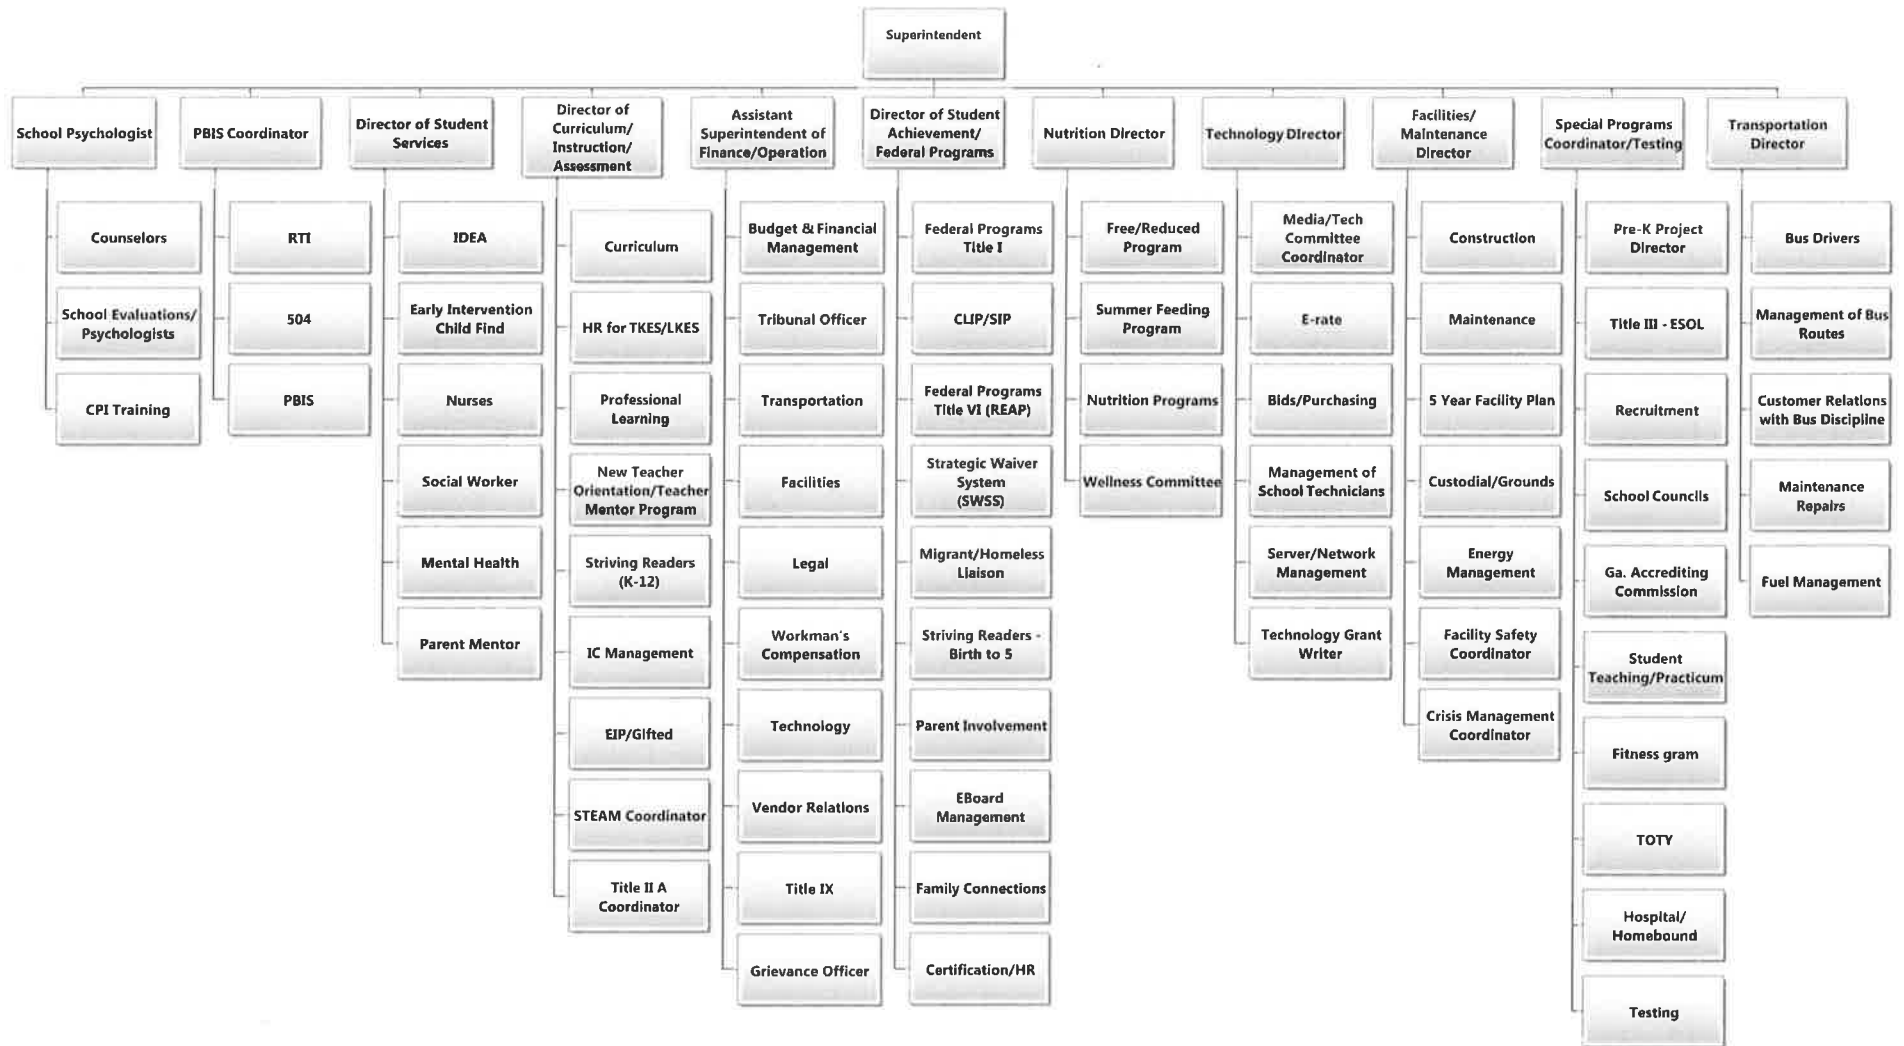 Superintendent
School Psychologist
PBIS Coordinator
Director of Student
Services
Director of
Curriculum/
Instruction/
Assessment
Assistant
Superintendent of
Finance/Operation
Director of Student
Achievement/
Federal Programs
Nutrition Director
Technology Director
Facilities/
Maintenance
Director
Special Programs
Coordinator/Testing
Transportation
Director
Counselors
School Evaluations/
Psychologists
CPI Training
RTI
504
PBIS
IDEA
Early Intervention
Child Find
Nurses
Social Worker
Mental Health
Parent Mentor
Curriculum
HR for TKES/LKES
Professional
Learning
New Teacher
Orientation/Teacher
Mentor Program
Striving Readers
(K-12)
IC Management
EIP/Gifted
STEAM Coordinator
Title II A
Coordinator
Budget & Financial
Management
Tribunal Officer
Transportation
Facilities
Legal
Workman's
Compensation
Technology
Vendor Relations
Title IX
Grievance Officer
Federal Programs
Title I
CLIP/SIP
Federal Programs
Title VI (REAP)
Strategic Waiver
System
(SWSS)
Migrant/Homeless
Liaison
Striving Readers -
Birth to 5
Parent Involvement
EBoard
Management
Family Connections
Certification/HR
Free/Reduced
Program
Summer Feeding
Program
Nutrition Programs
Wellness Committee
Media/Tech
Committee
Coordinator
E-rate
Bids/Purchasing
Management of
School Technicians
Server/Network
Management
Technology Grant
Writer
Construction
Maintenance
5 Year Facility Plan
Custodial/Grounds
Energy
Management
Facility Safety
Coordinator
Crisis Management
Coordinator
Pre-K Project
Director
Title III - ESOL
Recruitment
School Councils
Ga. Accrediting
Commission
Student
Teaching/Practicum
Fitness gram
TOTY
Hospital/
Homebound
Testing
Bus Drivers
Management of Bus
Routes
Customer Relations
with Bus Discipline
Maintenance
Repairs
Fuel Management